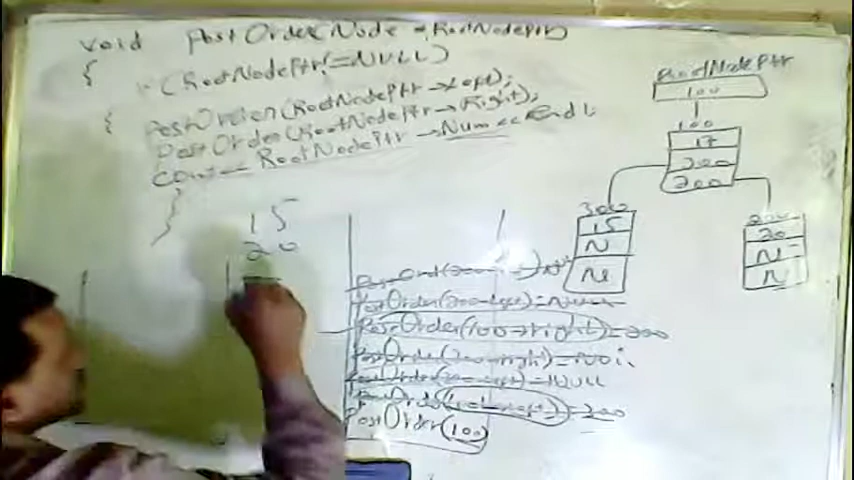 void PostOrder(Node *RootNodePtr)
{
if(RootNodePtr!=NULL)
{
PostOrder(RootNodePtr→Left);
PostOrder(RootNodePtr→Right);
cout<<RootNodePtr→Num<<endl;
}
}
15
20
RootNodePtr
100
100
17
300
200
300
15
N
N
200
20
N
N
PostOrder(200→left)=NULL
PostOrder(100→right)=200
PostOrder(300→right)=NULL
PostOrder(300→left)=NULL
PostOrder(100→left)=300
PostOrder(100)